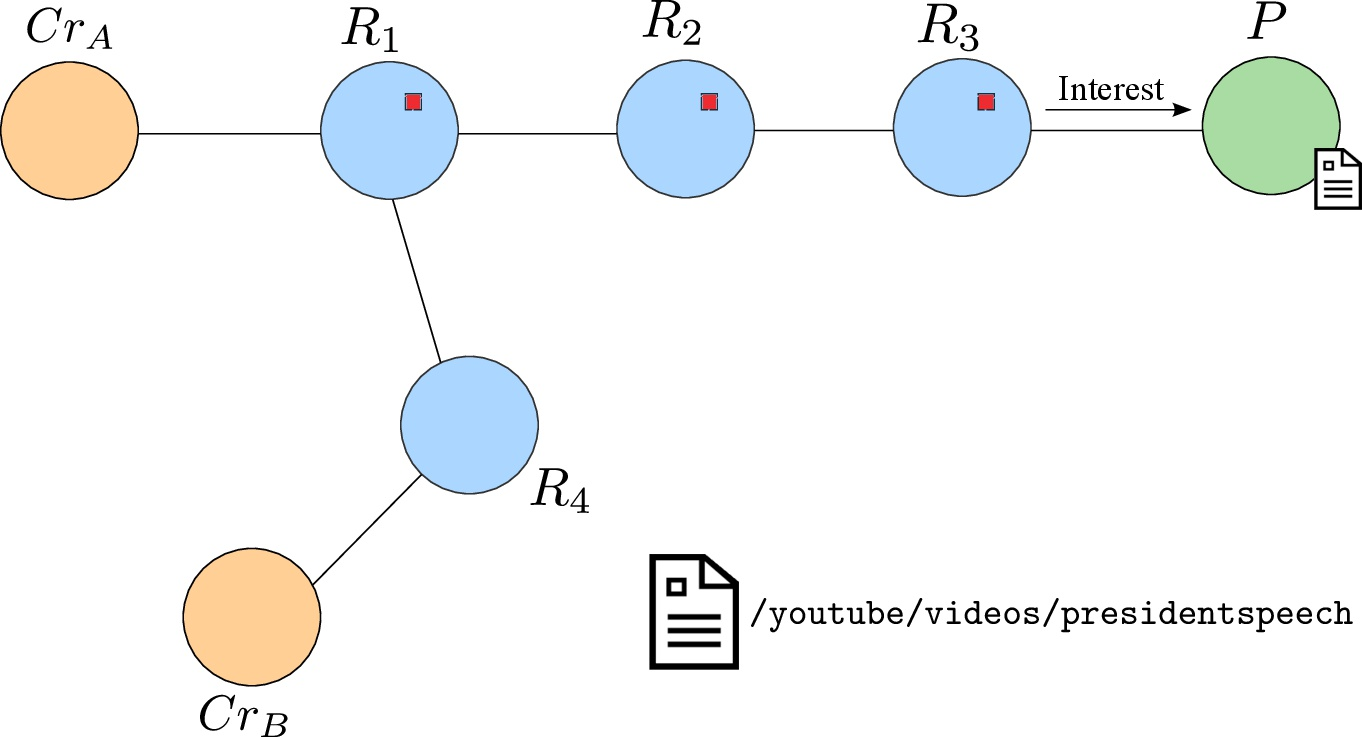 Cr_A
R_1
R_2
R_3
P
Interest
R_4
/youtube/videos/presidentspeech
Cr_B